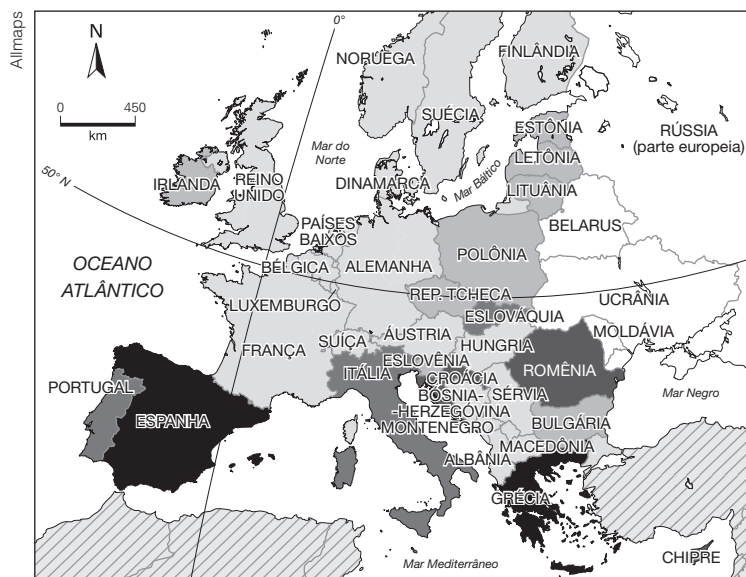 Allmaps
N
0 450
km
0°
50° N
NORUEGA
FINLÂNDIA
SUÉCIA
ESTÔNIA
RÚSSIA
(parte europeia)
Mar do
Norte
Mar Báltico
LETÔNIA
LITUÂNIA
IRLANDA
REINO
UNIDO
DINAMARCA
BELARUS
PAÍSES
BAIXOS
POLÔNIA
OCEANO
ATLÂNTICO
BÉLGICA
ALEMANHA
REP. TCHECA
UCRÂNIA
LUXEMBURGO
ESLOVÁQUIA
MOLDÁVIA
ÁUSTRIA
SUÍÇA
HUNGRIA
FRANÇA
ESLOVÊNIA
ROMÊNIA
ITÁLIA
CROÁCIA
PORTUGAL
BÓSNIA-
-HERZEGÓVINA
SÉRVIA
Mar Negro
ESPANHA
MONTENEGRO
BULGÁRIA
MACEDÔNIA
ALBÂNIA
GRÉCIA
Mar Mediterrâneo
CHIPRE